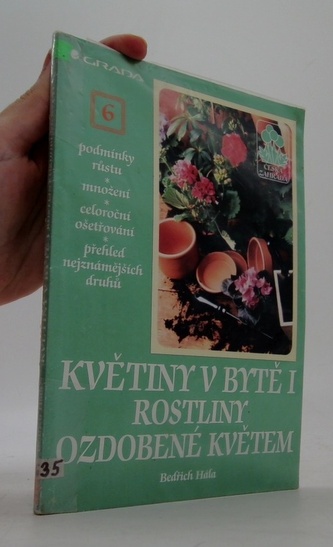 GRADA
6
podmínky
růstu
množení
celoroční
ošetřování
přehled
nejznámějších
druhů
KVĚTINY V BYTĚ I
ROSTLINY
OZDOBENÉ KVĚTEM
Bedřich Hála
35